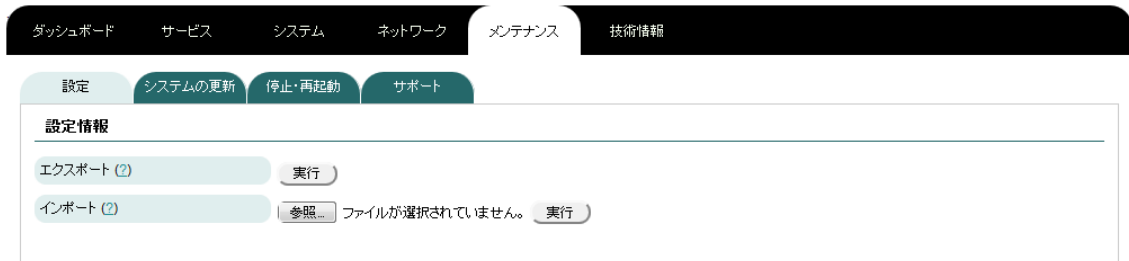 ダッシュボード サービス システム ネットワーク メンテナンス 技術情報
設定 システムの更新 停止・再起動 サポート
設定情報
エクスポート (?) 実行
インポート (?) 参照... ファイルが選択されていません。 実行